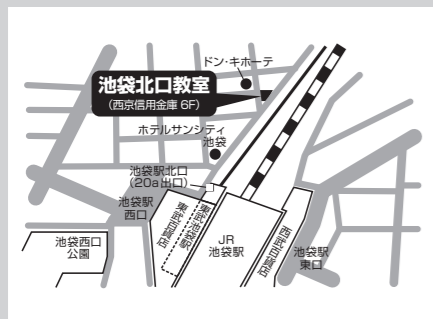 ドン・キホーテ
池袋北口教室
(西京信用金庫 6F)
ホテルサンシティ
池袋
池袋駅北口
(20a出口)
池袋駅
西口
東武百貨店
東武池袋駅
JR
池袋駅
西武百貨店
池袋駅
東口
池袋西口
公園